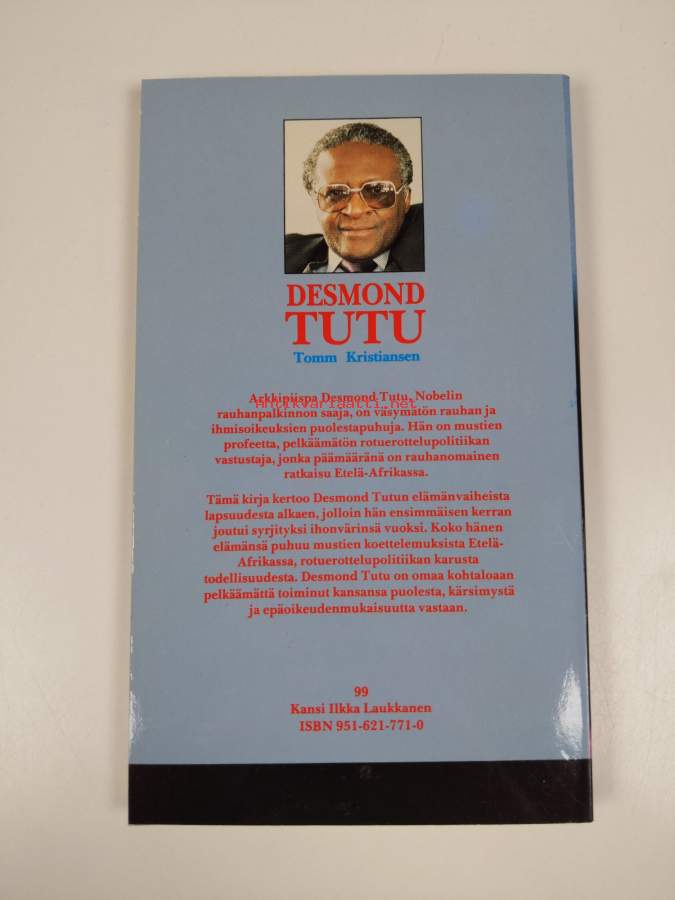 DESMOND
TUTU
Tomm Kristiansen
Arkkipiispa Desmond Tutu, Nobelin
antikvariaatti.net
rauhanpalkinnon saaja, on väsymätön rauhan ja
ihmisoikeuksien puolestapuhuja. Hän on mustien
profeetta, pelkäämätön rotuerottelupolitiikan
vastustaja, jonka päämääränä on rauhanomainen
ratkaisu Etelä-Afrikassa.
Tämä kirja kertoo Desmond Tutun elämänvaiheista
lapsuudesta alkaen, jolloin hän ensimmäisen kerran
joutui syrjityksi ihonvärinsä vuoksi. Koko hänen
elämänsä puhuu mustien koettelemuksista Etelä-
Afrikassa, rotuerottelupolitiikan karusta
todellisuudesta. Desmond Tutu on omaa kohtaloaan
pelkäämättä toiminut kansansa puolesta, kärsimystä
ja epäoikeudenmukaisuutta vastaan.
99
Kansi Ilkka Laukkanen
ISBN 951-621-771-0